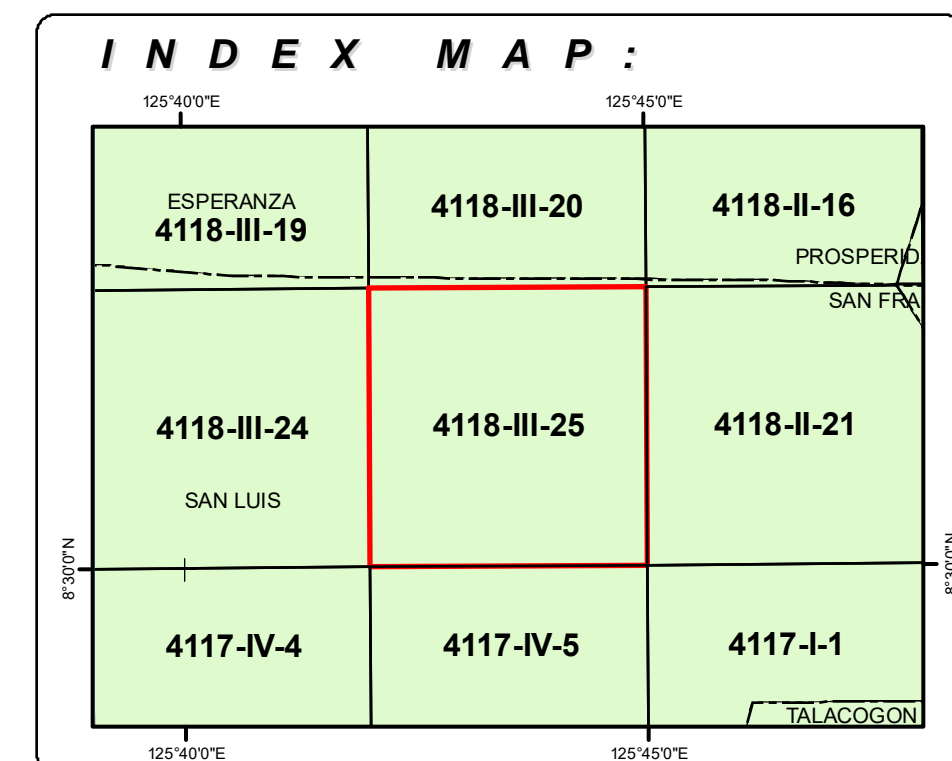 INDEX MAP:
125°40'0"E 125°45'0"E
ESPERANZA
4118-III-19 4118-III-20 4118-II-16
PROSPERID
SAN FRA
4118-III-24 4118-III-25 4118-II-21
SAN LUIS
8°30'0"N 8°30'0"N
4117-IV-4 4117-IV-5 4117-I-1
TALACOGON
125°40'0"E 125°45'0"E